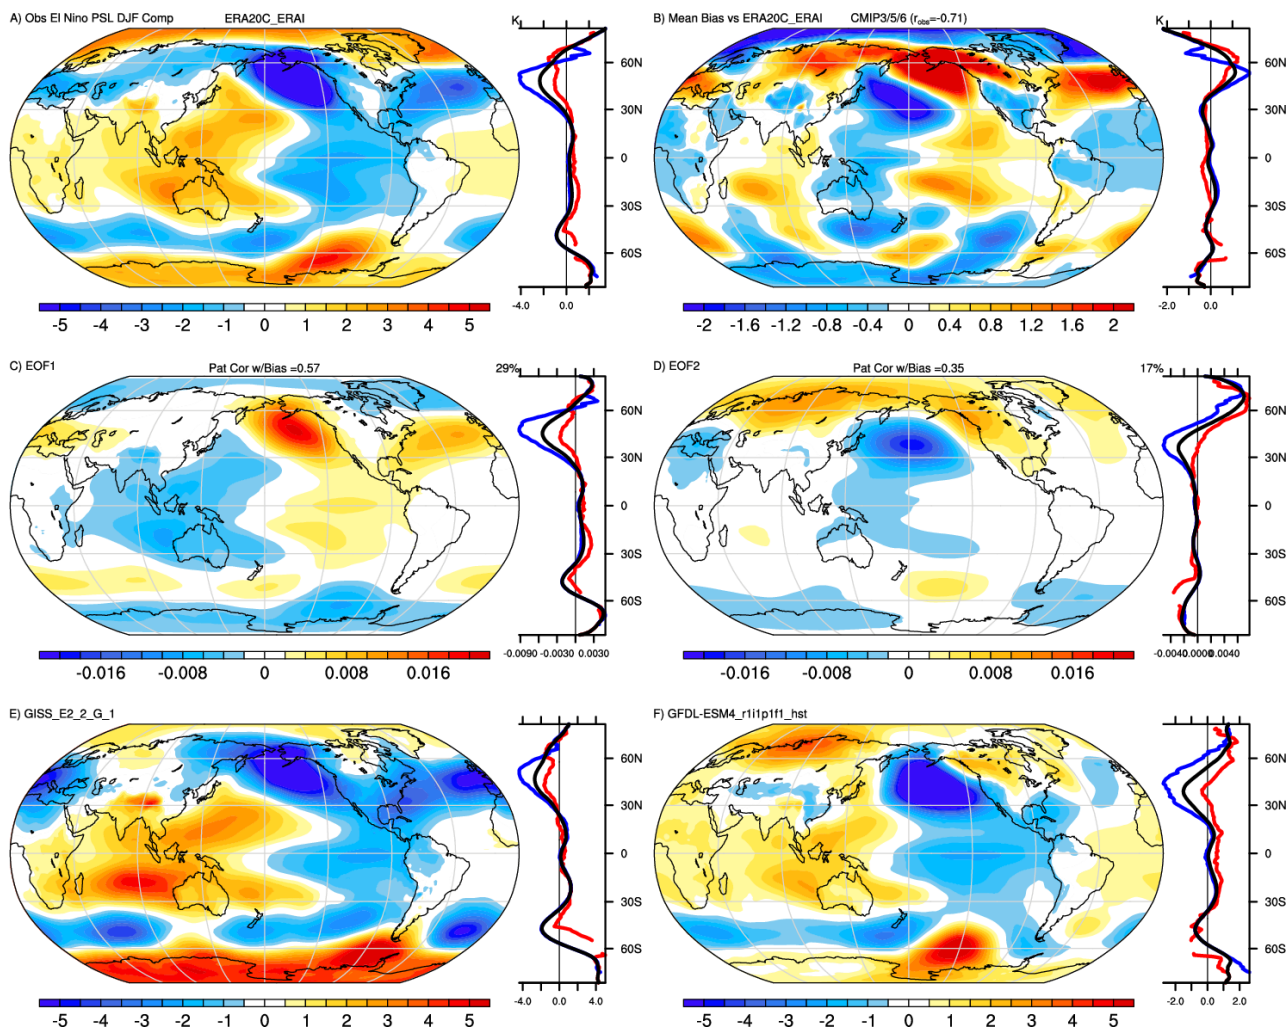 A) Obs El Nino PSL DJF Comp ERA20C_ERAI K
60N
30N
0
30S
60S
-4.0 0.0
-5 -4 -3 -2 -1 0 1 2 3 4 5
B) Mean Bias vs ERA20C_ERAI CMIP3/5/6 (r_obs=-0.71) K
60N
30N
0
30S
60S
-2.0 0.0
-2 -1.6 -1.2 -0.8 -0.4 0 0.4 0.8 1.2 1.6 2
C) EOF1 Pat Cor w/Bias =0.57 29%
60N
30N
0
30S
60S
-0.0090 -0.0030 0.0030
-0.016 -0.008 0 0.008 0.016
D) EOF2 Pat Cor w/Bias =0.35 17%
60N
30N
0
30S
60S
-0.0040 0.0000 0.0040
-0.016 -0.008 0 0.008 0.016
E) GISS_E2_2_G_1
60N
30N
0
30S
60S
-4.0 0.0 4.0
-5 -4 -3 -2 -1 0 1 2 3 4 5
F) GFDL-ESM4_r1i1p1f1_hst
60N
30N
0
30S
60S
-2.0 0.0 2.0
-5 -4 -3 -2 -1 0 1 2 3 4 5